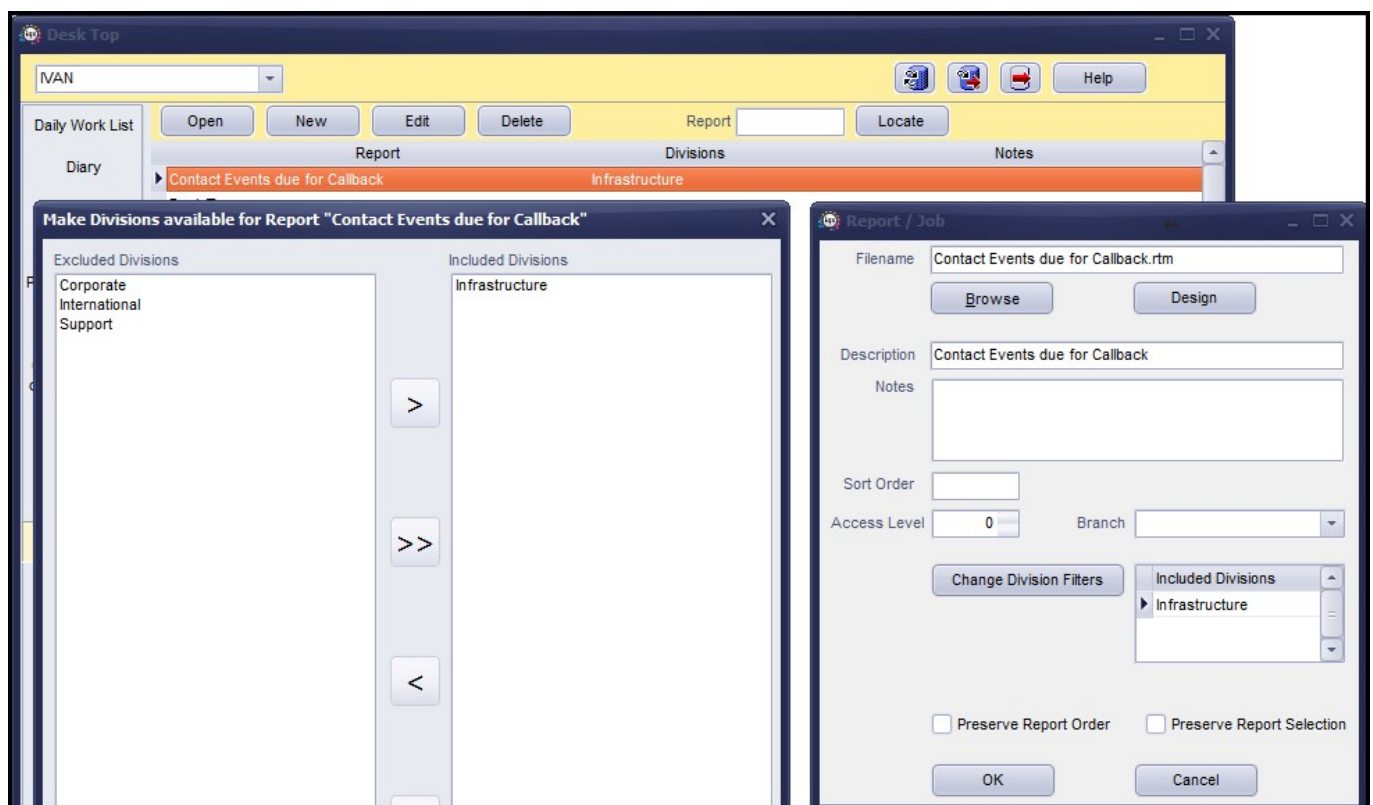 Desk Top
IVAN
Help
Daily Work List
Open New Edit Delete Report Locate
Diary
Report Divisions Notes
Contact Events due for Callback Infrastructure
Make Divisions available for Report "Contact Events due for Callback"
Excluded Divisions Included Divisions
Corporate Infrastructure
International
Support
>
>>
<
Report / Job
Filename Contact Events due for Callback.rtm
Browse Design
Description Contact Events due for Callback
Notes
Sort Order
Access Level 0 Branch
Change Division Filters Included Divisions
Infrastructure
Preserve Report Order Preserve Report Selection
OK Cancel